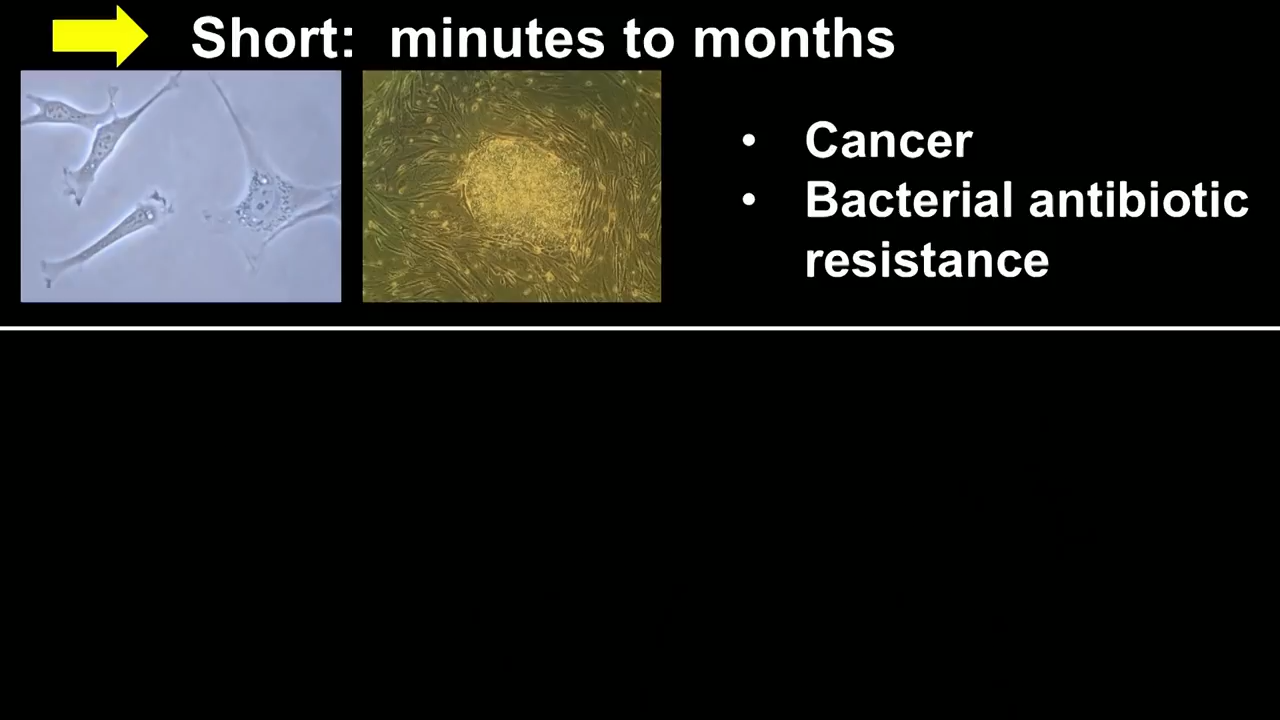 Short: minutes to months
• Cancer
• Bacterial antibiotic
resistance